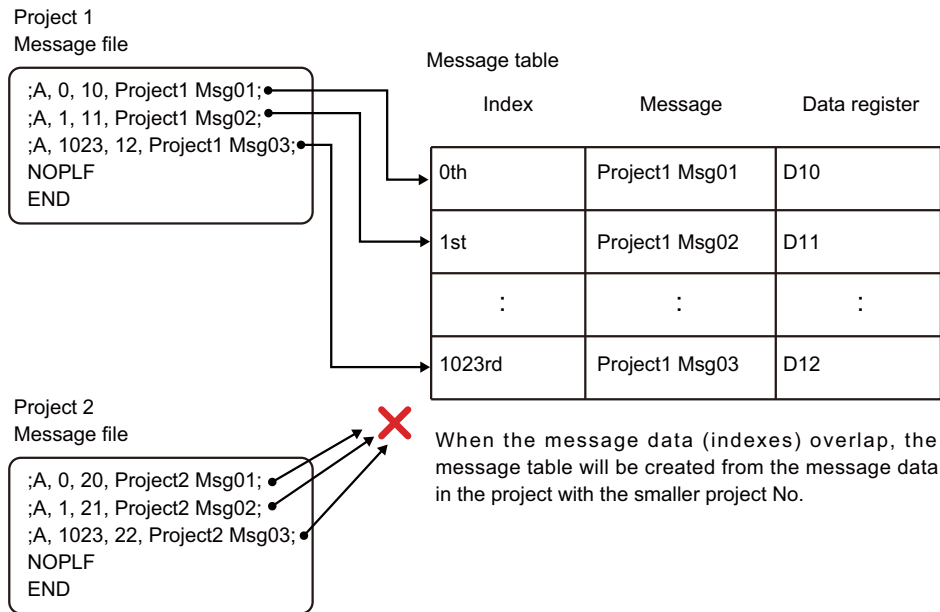 Project 1
Message file
;A, 0, 10, Project1 Msg01;
;A, 1, 11, Project1 Msg02;
;A, 1023, 12, Project1 Msg03;
NOPLF
END
Message table
Index Message Data register
0th Project1 Msg01 D10
1st Project1 Msg02 D11
: : :
1023rd Project1 Msg03 D12
Project 2
Message file
;A, 0, 20, Project2 Msg01;
;A, 1, 21, Project2 Msg02;
;A, 1023, 22, Project2 Msg03;
NOPLF
END
When the message data (indexes) overlap, the
message table will be created from the message data
in the project with the smaller project No.